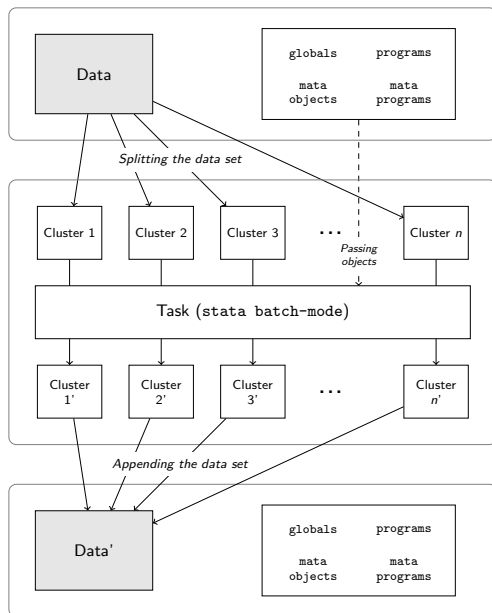 Data
globals programs
mata mata
objects programs
Splitting the data set
Cluster 1 Cluster 2 Cluster 3 ... Cluster n
Passing
objects
Task (stata batch-mode)
Cluster Cluster Cluster ... Cluster
1' 2' 3' n'
Appending the data set
Data'
globals programs
mata mata
objects programs